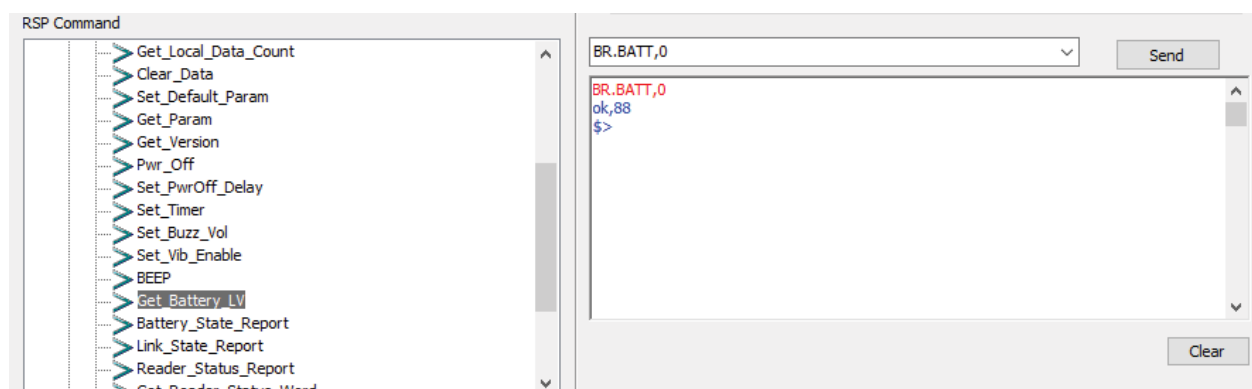 RSP Command
Get_Local_Data_Count
Clear_Data
Set_Default_Param
Get_Param
Get_Version
Pwr_Off
Set_PwrOff_Delay
Set_Timer
Set_Buzz_Vol
Set_Vib_Enable
BEEP
Get_Battery_LV
Battery_State_Report
Link_State_Report
Reader_Status_Report
Get_Reader_Status_Word
BR.BATT,0
Send
BR.BATT,0
ok,88
$>
Clear